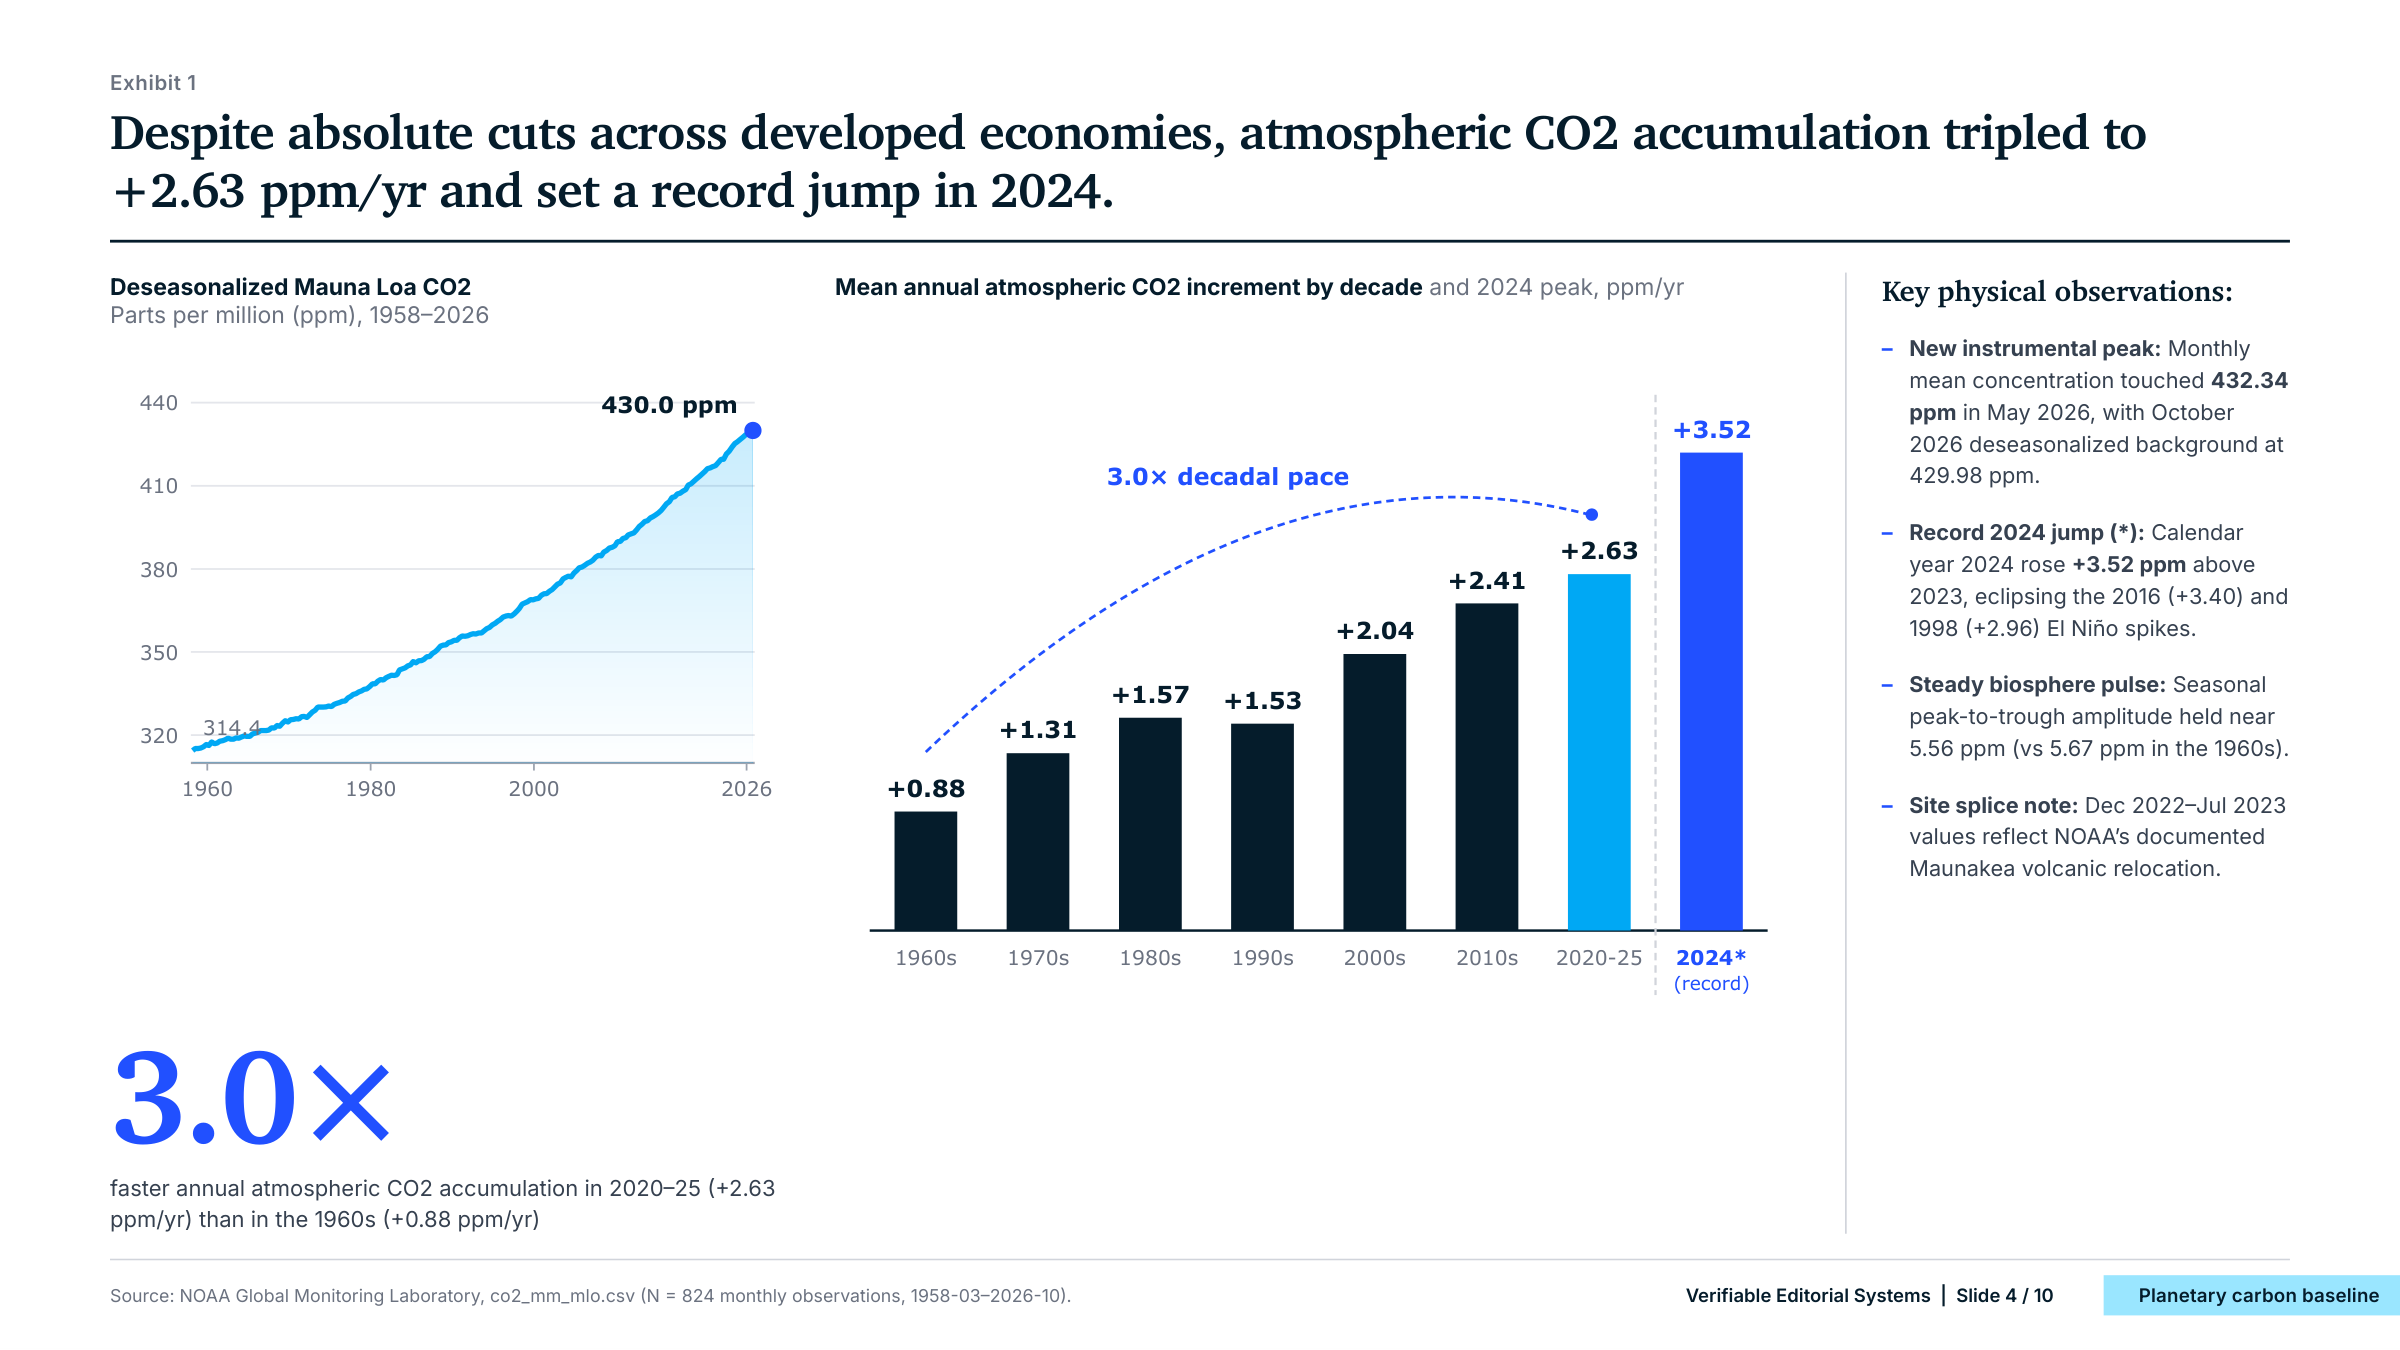 Exhibit 1
Despite absolute cuts across developed economies, atmospheric CO2 accumulation tripled to
+2.63 ppm/yr and set a record jump in 2024.
Deseasonalized Mauna Loa CO2
Parts per million (ppm), 1958–2026
440
410
380
350
320
430.0 ppm
314.4
1960
1980
2000
2026
3.0×
faster annual atmospheric CO2 accumulation in 2020–25 (+2.63
ppm/yr) than in the 1960s (+0.88 ppm/yr)
Mean annual atmospheric CO2 increment by decade and 2024 peak, ppm/yr
3.0× decadal pace
+0.88
+1.31
+1.57
+1.53
+2.04
+2.41
+2.63
+3.52
1960s
1970s
1980s
1990s
2000s
2010s
2020-25
2024*
(record)
Key physical observations:
– New instrumental peak: Monthly
mean concentration touched 432.34
ppm in May 2026, with October
2026 deseasonalized background at
429.98 ppm.
– Record 2024 jump (*): Calendar
year 2024 rose +3.52 ppm above
2023, eclipsing the 2016 (+3.40) and
1998 (+2.96) El Niño spikes.
– Steady biosphere pulse: Seasonal
peak-to-trough amplitude held near
5.56 ppm (vs 5.67 ppm in the 1960s).
– Site splice note: Dec 2022–Jul 2023
values reflect NOAA’s documented
Maunakea volcanic relocation.
Source: NOAA Global Monitoring Laboratory, co2_mm_mlo.csv (N = 824 monthly observations, 1958-03–2026-10).
Verifiable Editorial Systems | Slide 4 / 10
Planetary carbon baseline